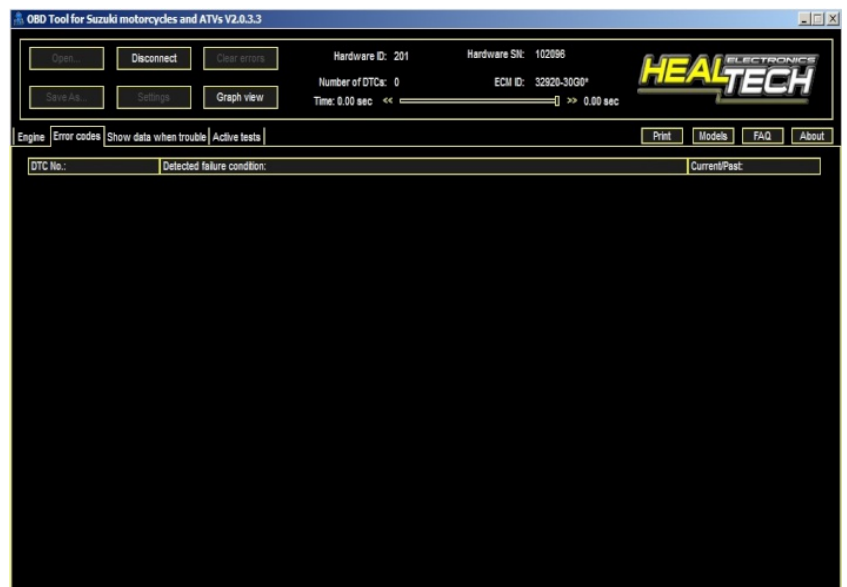 OBD Tool for Suzuki motorcycles and ATVs V2.0.3.3
Open... Disconnect Clear errors Hardware ID: 201 Hardware SN: 102096
Number of DTCs: 0 ECM ID: 32920-30G0*
Save As... Settings Graph view Time: 0.00 sec << >> 0.00 sec
HEALTECH ELECTRONICS
Engine Error codes Show data when trouble Active tests Print Models FAQ About
DTC No.: Detected failure condition: Current/Past: